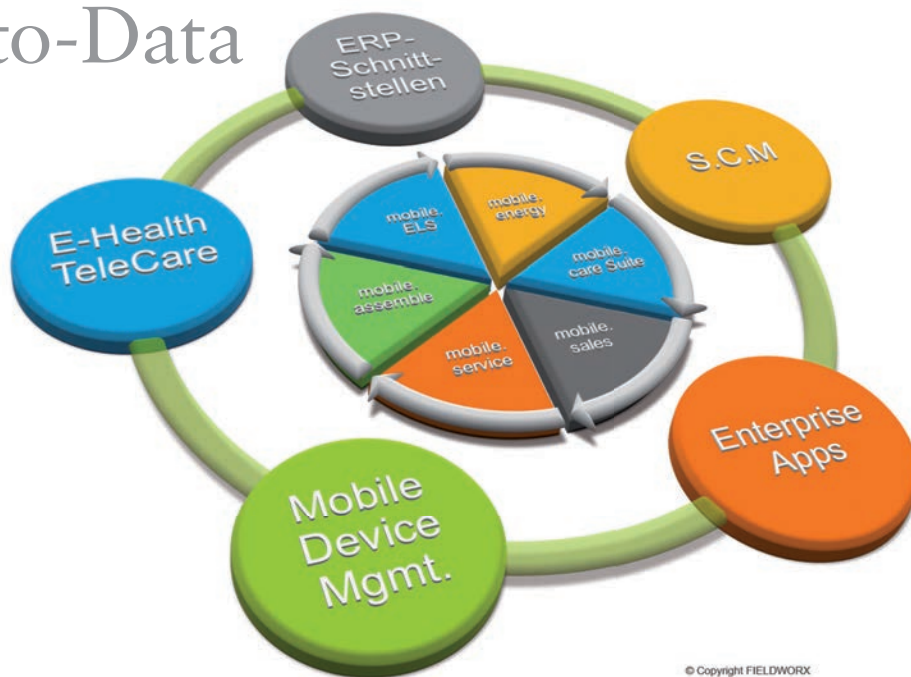 to-Data
ERP-
Schnitt-
stellen
S.C.M
E-Health
TeleCare
mobile.
ELS
mobile.
energy
mobile.
care Suite
mobile.
assemble
mobile.
service
mobile.
sales
Enterprise
Apps
Mobile
Device
Mgmt.
© Copyright FIELDWORX